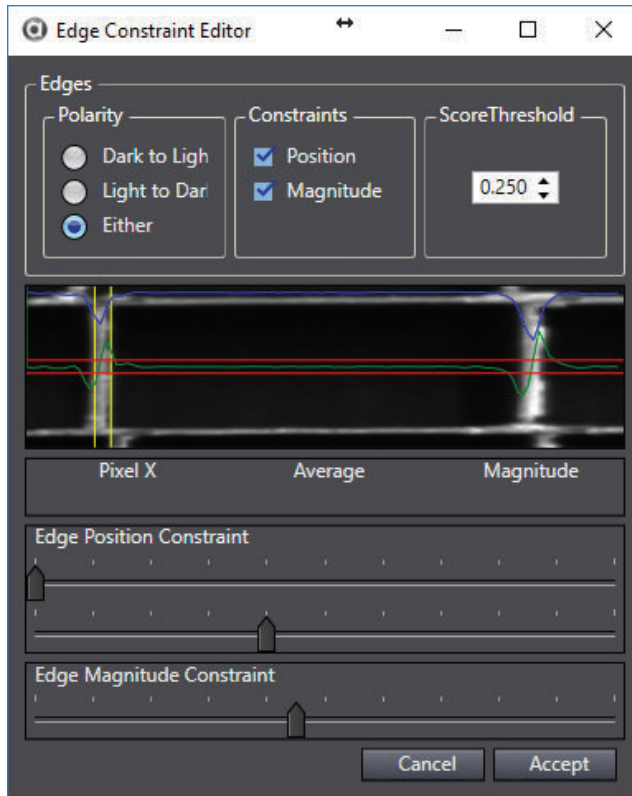 Edge Constraint Editor
Edges
Polarity
Constraints
ScoreThreshold
Dark to Ligh
Position
Light to Dar
Magnitude
0.250
Either
Pixel X
Average
Magnitude
Edge Position Constraint
Edge Magnitude Constraint
Cancel
Accept